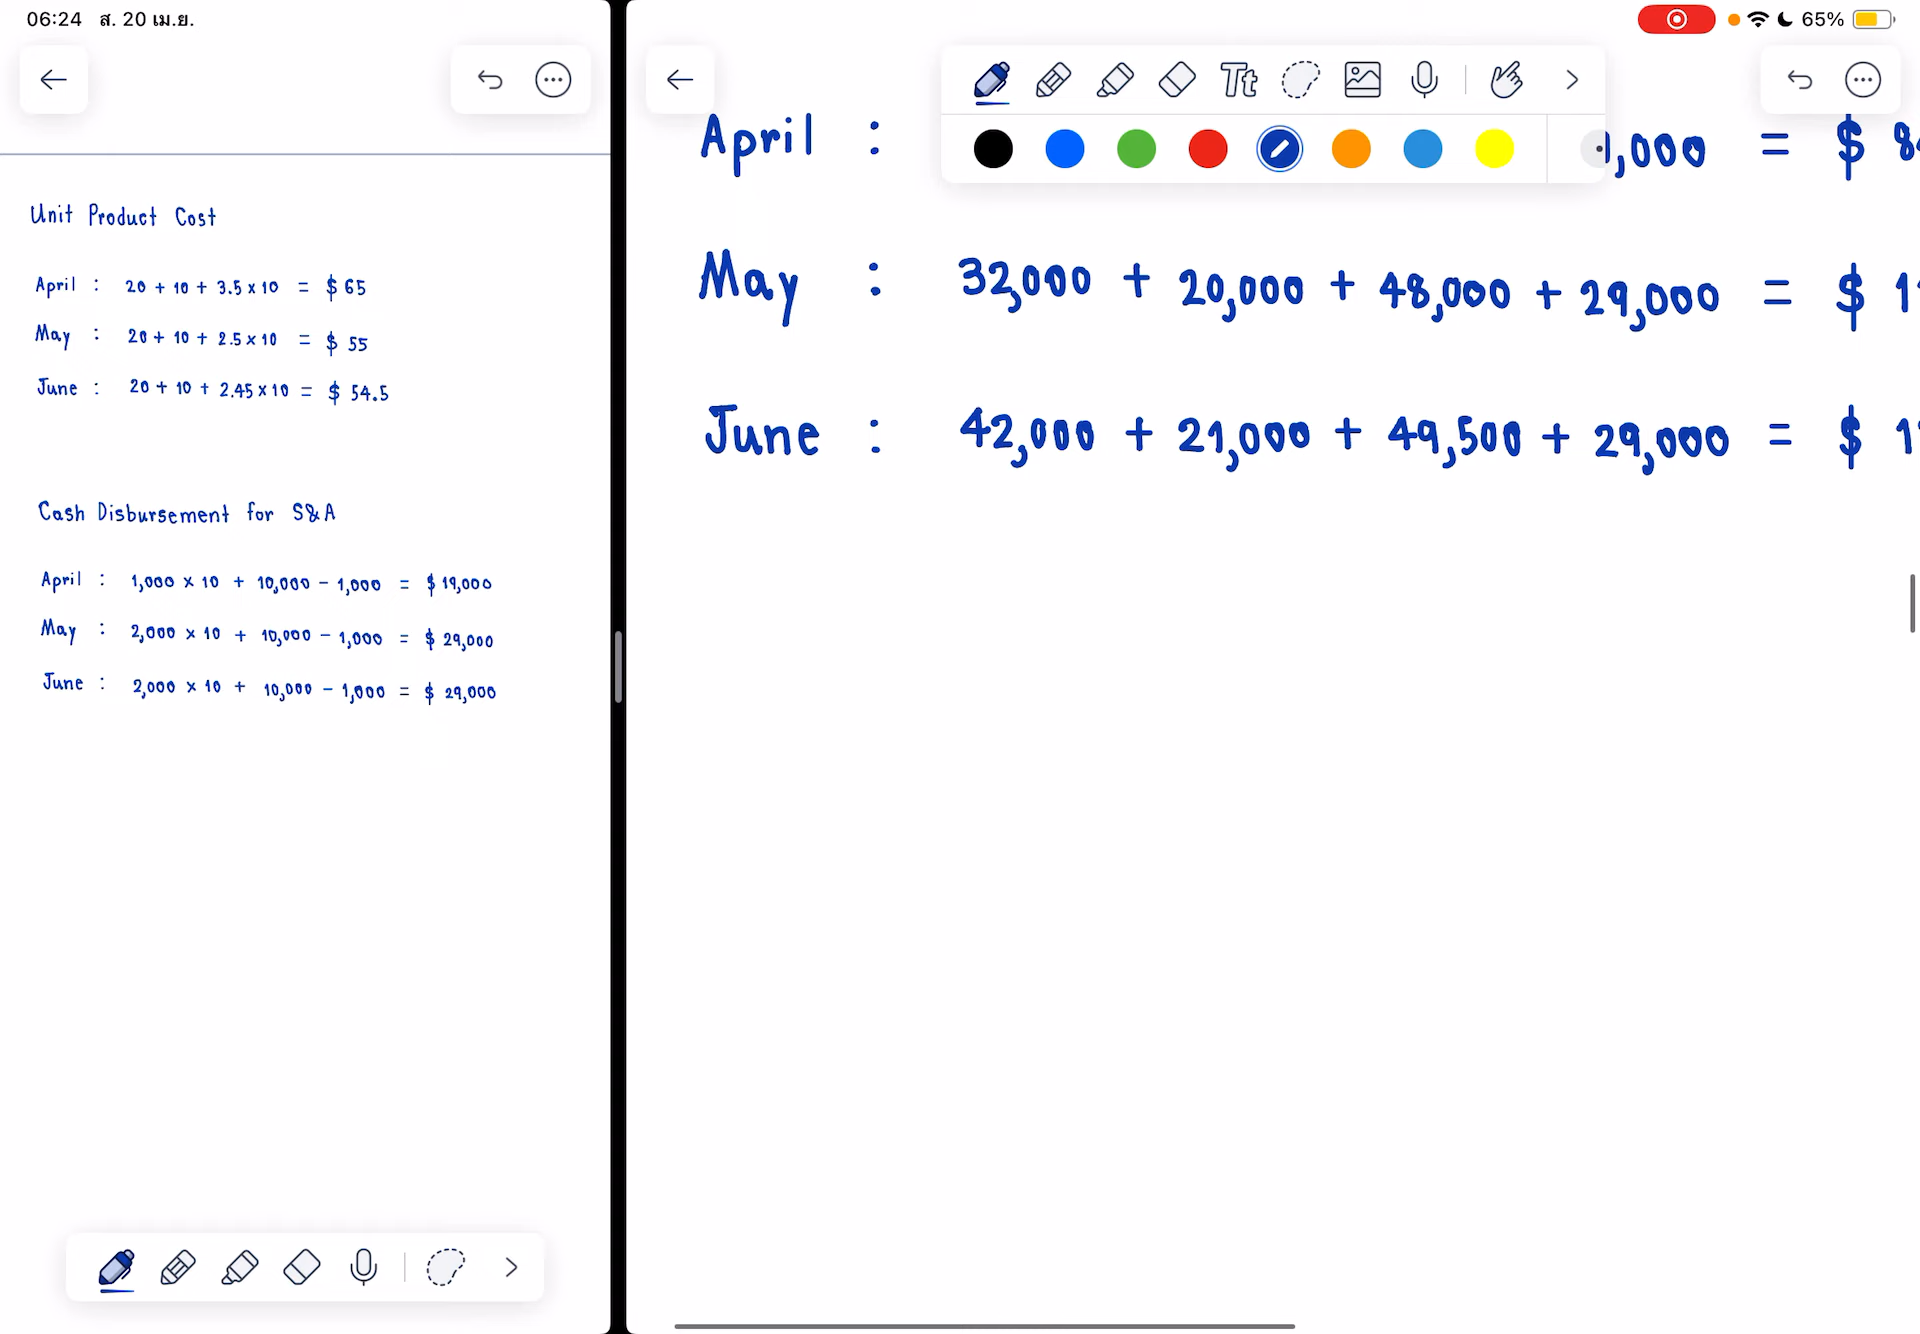 06:24 ส. 20 เม.ย.
65%
Unit Product Cost
April : 20 + 10 + 3.5 x 10 = $ 65
May : 20 + 10 + 2.5 x 10 = $ 55
June : 20 + 10 + 2.45 x 10 = $ 54.5
Cash Disbursement for S&A
April : 1,000 x 10 + 10,000 - 1,000 = $ 19,000
May : 2,000 x 10 + 10,000 - 1,000 = $ 29,000
June : 2,000 x 10 + 10,000 - 1,000 = $ 29,000
Tt
April : ,000 = $ 8
May : 32,000 + 20,000 + 48,000 + 29,000 = $ 1
June : 42,000 + 21,000 + 49,500 + 29,000 = $ 1